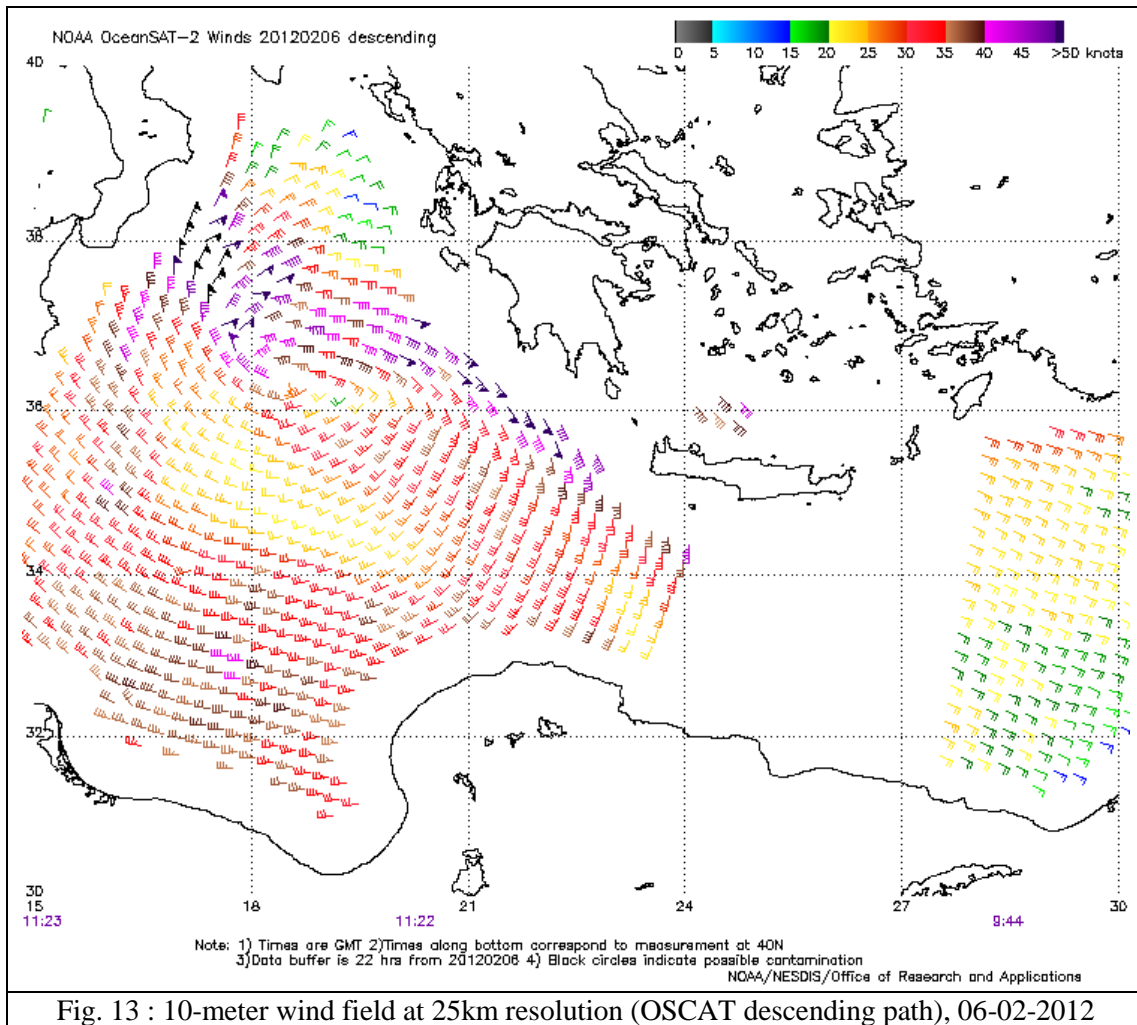 NOAA OceanSAT-2 Winds 20120206 descending
0 5 10 15 20 25 30 35 40 45 >50 knots
40
38
36
34
32
30
15 18 21 24 27 30
11:23 11:22 9:44
Note: 1) Times are GMT 2)Times along bottom correspond to measurement at 40N
3)Data buffer is 22 hrs from 20120206 4) Black circles indicate possible contamination
NOAA/NESDIS/Office of Research and Applications
Fig. 13 : 10-meter wind field at 25km resolution (OSCAT descending path), 06-02-2012